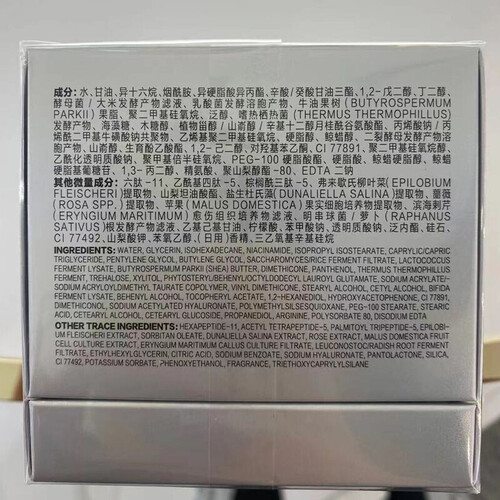 成分：水、甘油、异十六烷、烟酰胺、异硬脂酸异丙酯、辛酸/癸酸甘油三酯、1,2-戊二醇、丁二醇、
酵母菌/大米发酵产物滤液、乳酸菌发酵溶胞产物、牛油果树（BUTYROSPERMUM
PARKII）果脂、聚二甲基硅氧烷、泛醇、嗜热栖热菌（THERMUS THERMOPHILLUS）
发酵产物、海藻糖、木糖醇、植物甾醇/山嵛醇/辛基十二醇月桂酰谷氨酸酯、丙烯酸钠/丙
烯酰二甲基牛磺酸钠共聚物、乙烯基聚二甲基硅氧烷、硬脂醇、鲸蜡醇、二裂酵母发酵产物溶
胞产物、山嵛醇、生育酚乙酸酯、1,2-己二醇、对羟基苯乙酮、CI 77891、聚二甲基硅氧烷、
乙酰化透明质酸钠、聚甲基倍半硅氧烷、PEG-100 硬脂酸酯、硬脂酸、鲸蜡硬脂醇、鲸蜡
硬脂基葡糖苷、1,3-丙二醇、精氨酸、聚山梨醇酯-80、EDTA 二钠
其他微量成分：六肽-11、乙酰基四肽-5、棕榈酰三肽-5、弗来歇氏柳叶菜（EPILOBIUM
FLEISCHERI）提取物、山梨坦油酸酯、盐生杜氏藻（DUNALIELLA SALINA）提取物、蔷薇
（ROSA SPP.）提取物、苹果（MALUS DOMESTICA）果实细胞培养物提取物、滨海刺芹
（ERYNGIUM MARITIMUM）愈伤组织培养物滤液、明串球菌/萝卜（RAPHANUS
SATIVUS）根发酵产物滤液、乙基己基甘油、柠檬酸、苯甲酸钠、透明质酸钠、泛内酯、硅石、
CI 77492、山梨酸钾、苯氧乙醇、（日用）香精、三乙氧基辛基硅烷
INGREDIENTS: WATER, GLYCERIN, ISOHEXADECANE, NIACINAMIDE, ISOPROPYL ISOSTEARATE, CAPRYLIC/CAPRIC
TRIGLYCERIDE, PENTYLENE GLYCOL, BUTYLENE GLYCOL, SACCHAROMYCES/RICE FERMENT FILTRATE, LACTOCOCCUS
FERMENT LYSATE, BUTYROSPERMUM PARKII (SHEA) BUTTER, DIMETHICONE, PANTHENOL, THERMUS THERMOPHILLUS
FERMENT, TREHALOSE, XYLITOL, PHYTOSTERYL/BEHENYL/OCTYLDODECYL LAUROYL GLUTAMATE, SODIUM ACRYLATE/
SODIUM ACRYLOYLDIMETHYL TAURATE COPOLYMER, VINYL DIMETHICONE, STEARYL ALCOHOL, CETYL ALCOHOL, BIFIDA
FERMENT LYSATE, BEHENYL ALCOHOL, TOCOPHERYL ACETATE, 1,2-HEXANEDIOL, HYDROXYACETOPHENONE, CI 77891,
DIMETHICONOL, SODIUM ACETYLATED HYALURONATE, POLYMETHYLSILSESQUIOXANE, PEG-100 STEARATE, STEARIC
ACID, CETEARYL ALCOHOL, CETEARYL GLUCOSIDE, PROPANEDIOL, ARGININE, POLYSORBATE 80, DISODIUM EDTA
OTHER TRACE INGREDIENTS: HEXAPEPTIDE-11, ACETYL TETRAPEPTIDE-5, PALMITOYL TRIPEPTIDE-5, EPILOBI-
UM FLEISCHERI EXTRACT, SORBITAN OLEATE, DUNALIELLA SALINA EXTRACT, ROSE EXTRACT, MALUS DOMESTICA FRUIT
CELL CULTURE EXTRACT, ERYNGIUM MARITIMUM CALLUS CULTURE FILTRATE, LEUCONOSTOC/RADISH ROOT FERMENT
FILTRATE, ETHYLHEXYLGLYCERIN, CITRIC ACID, SODIUM BENZOATE, SODIUM HYALURONATE, PANTOLACTONE, SILICA,
CI 77492, POTASSIUM SORBATE, PHENOXYETHANOL, FRAGRANCE, TRIETHOXYCAPRYLYLSILANE